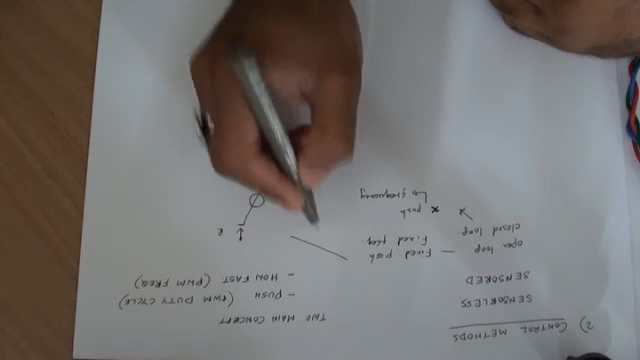 2) CONTROL METHODS
SENSORLESS
SENSORED
open loop
closed loop
TWO MAIN CONCEPT
- PUSH (PWM DUTY CYCLE)
- HOW FAST (PWM FREQ)
— Fixed push
Fixed freq
x push
↳ frequency
R